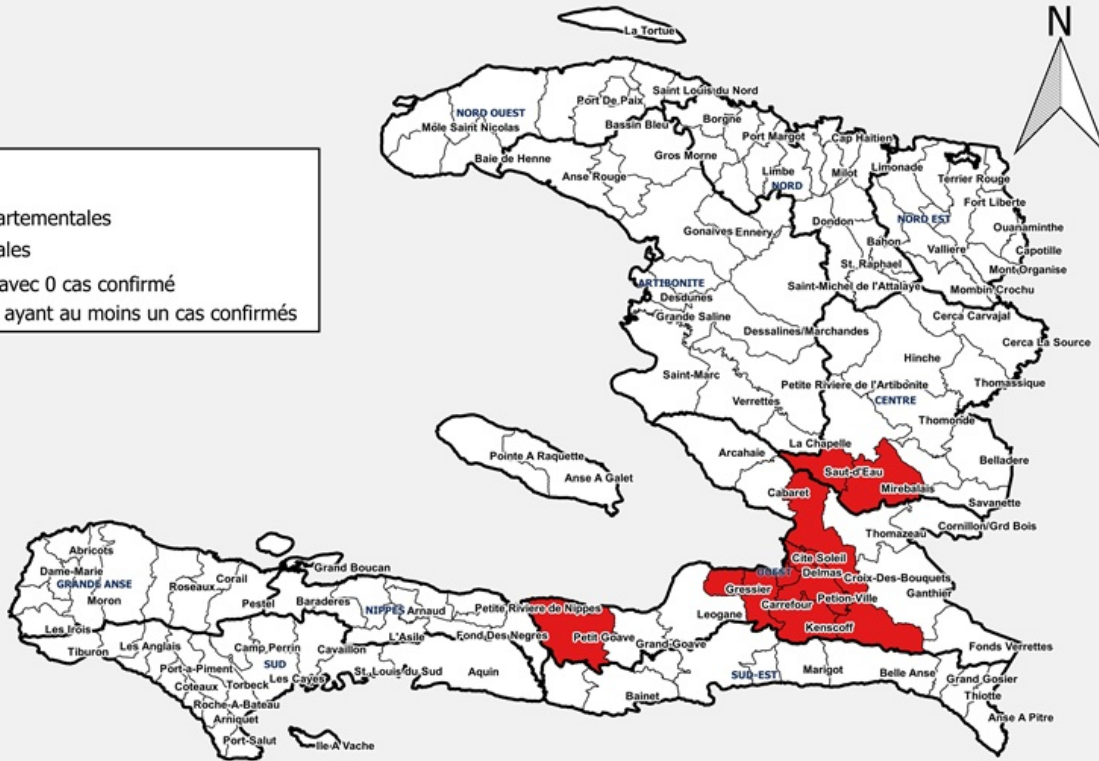 N
La Tortue
Saint Louis du Nord
Port De Paix
NORD OUEST
Môle Saint Nicolas
Bassin Bleu
Borgne
Port Margot
Cap Haitien
Baie de Henne
Gros Morne
Anse Rouge
Limbe
NORD
Milot
Limonade
Terrier Rouge
Fort Liberte
NORD EST
Ouanaminthe
Capotille
Dondon
Gonaives
Ennery
Bahon
Valliere
St. Raphael
Mont Organise
Saint-Michel de l'Attalaye
Mombin Crochu
artementales
ales
avec 0 cas confirmé
ayant au moins un cas confirmés
ARTIBONITE
Desdunes
Grande Saline
Dessalines/Marchandes
Cerca Carvajal
Cerca La Source
Hinche
Saint-Marc
Petite Riviere de l'Artibonite
Thomassique
CENTRE
Verrettes
Thomonde
La Chapelle
Arcahaie
Belladere
Pointe A Raquette
Anse A Galet
Saut-d'Eau
Mirebalais
Cabaret
Savanette
Cornillon/Grd Bois
Thomazeau
Abricots
Dame-Marie
GRANDE ANSE
Moron
Les Irois
Roseaux
Corail
Pestel
Grand Boucan
Baraderes
NIPPES
Arnaud
Petite Riviere de Nippes
L'Asile
Fond Des Negres
Petit Goave
Grand-Goave
Leogane
Gressier
OUEST
Cite Soleil
Delmas
Croix-Des-Bouquets
Ganthier
Carrefour
Petion-Ville
Kenscoff
Fonds Verrettes
Tiburon
Les Anglais
Port-a-Piment
Coteaux
Roche-A-Bateau
Arniquet
Port-Salut
Camp Perrin
SUD
Torbeck
Les Cayes
Cavaillon
St. Louis du Sud
Aquin
Ile A Vache
Bainet
SUD-EST
Marigot
Belle Anse
Grand Gosier
Thiotte
Anse A Pitre